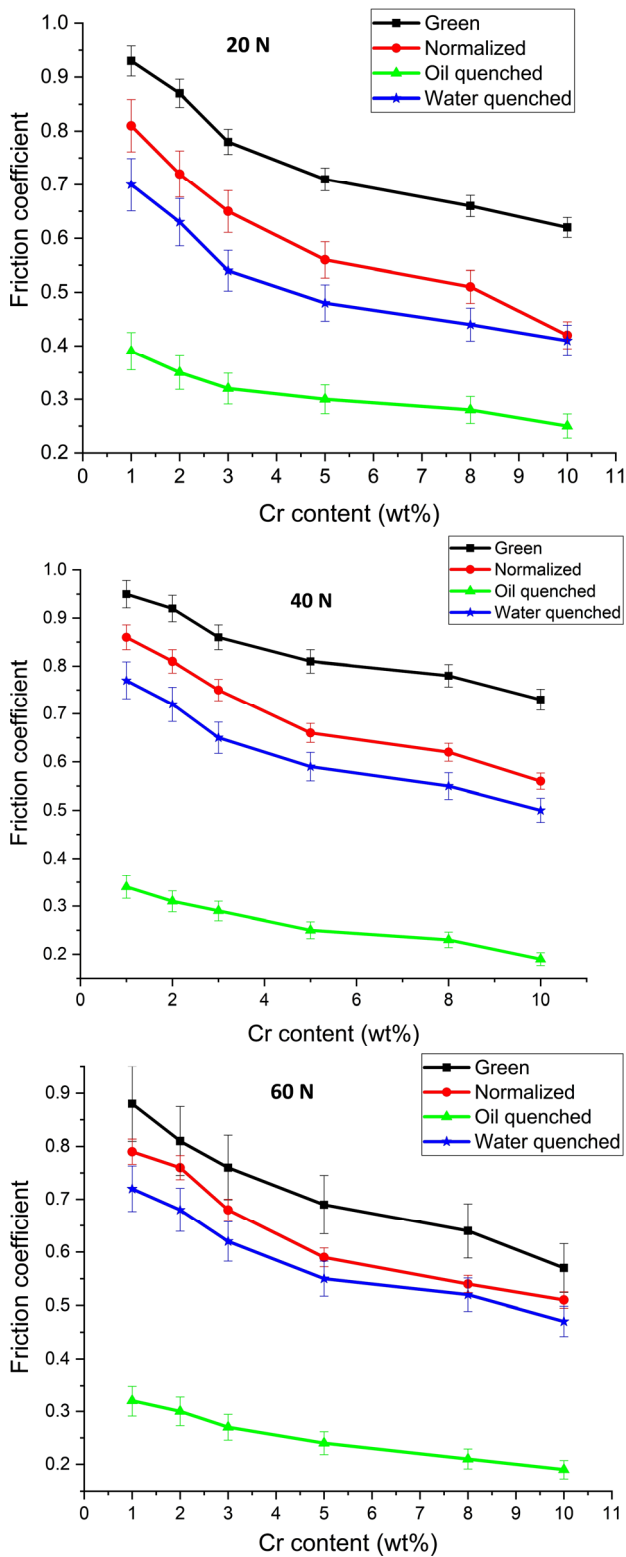 20 N
Green
Normalized
Oil quenched
Water quenched
1.0
0.9
0.8
0.7
0.6
0.5
0.4
0.3
0.2
Friction coefficient
0 1 2 3 4 5 6 7 8 9 10 11
Cr content (wt%)
40 N
Green
Normalized
Oil quenched
Water quenched
1.0
0.9
0.8
0.7
0.6
0.5
0.4
0.3
0.2
Friction coefficient
0 2 4 6 8 10
Cr content (wt%)
60 N
Green
Normalized
Oil quenched
Water quenched
0.9
0.8
0.7
0.6
0.5
0.4
0.3
0.2
Friction coefficient
0 1 2 3 4 5 6 7 8 9 10 11
Cr content (wt%)